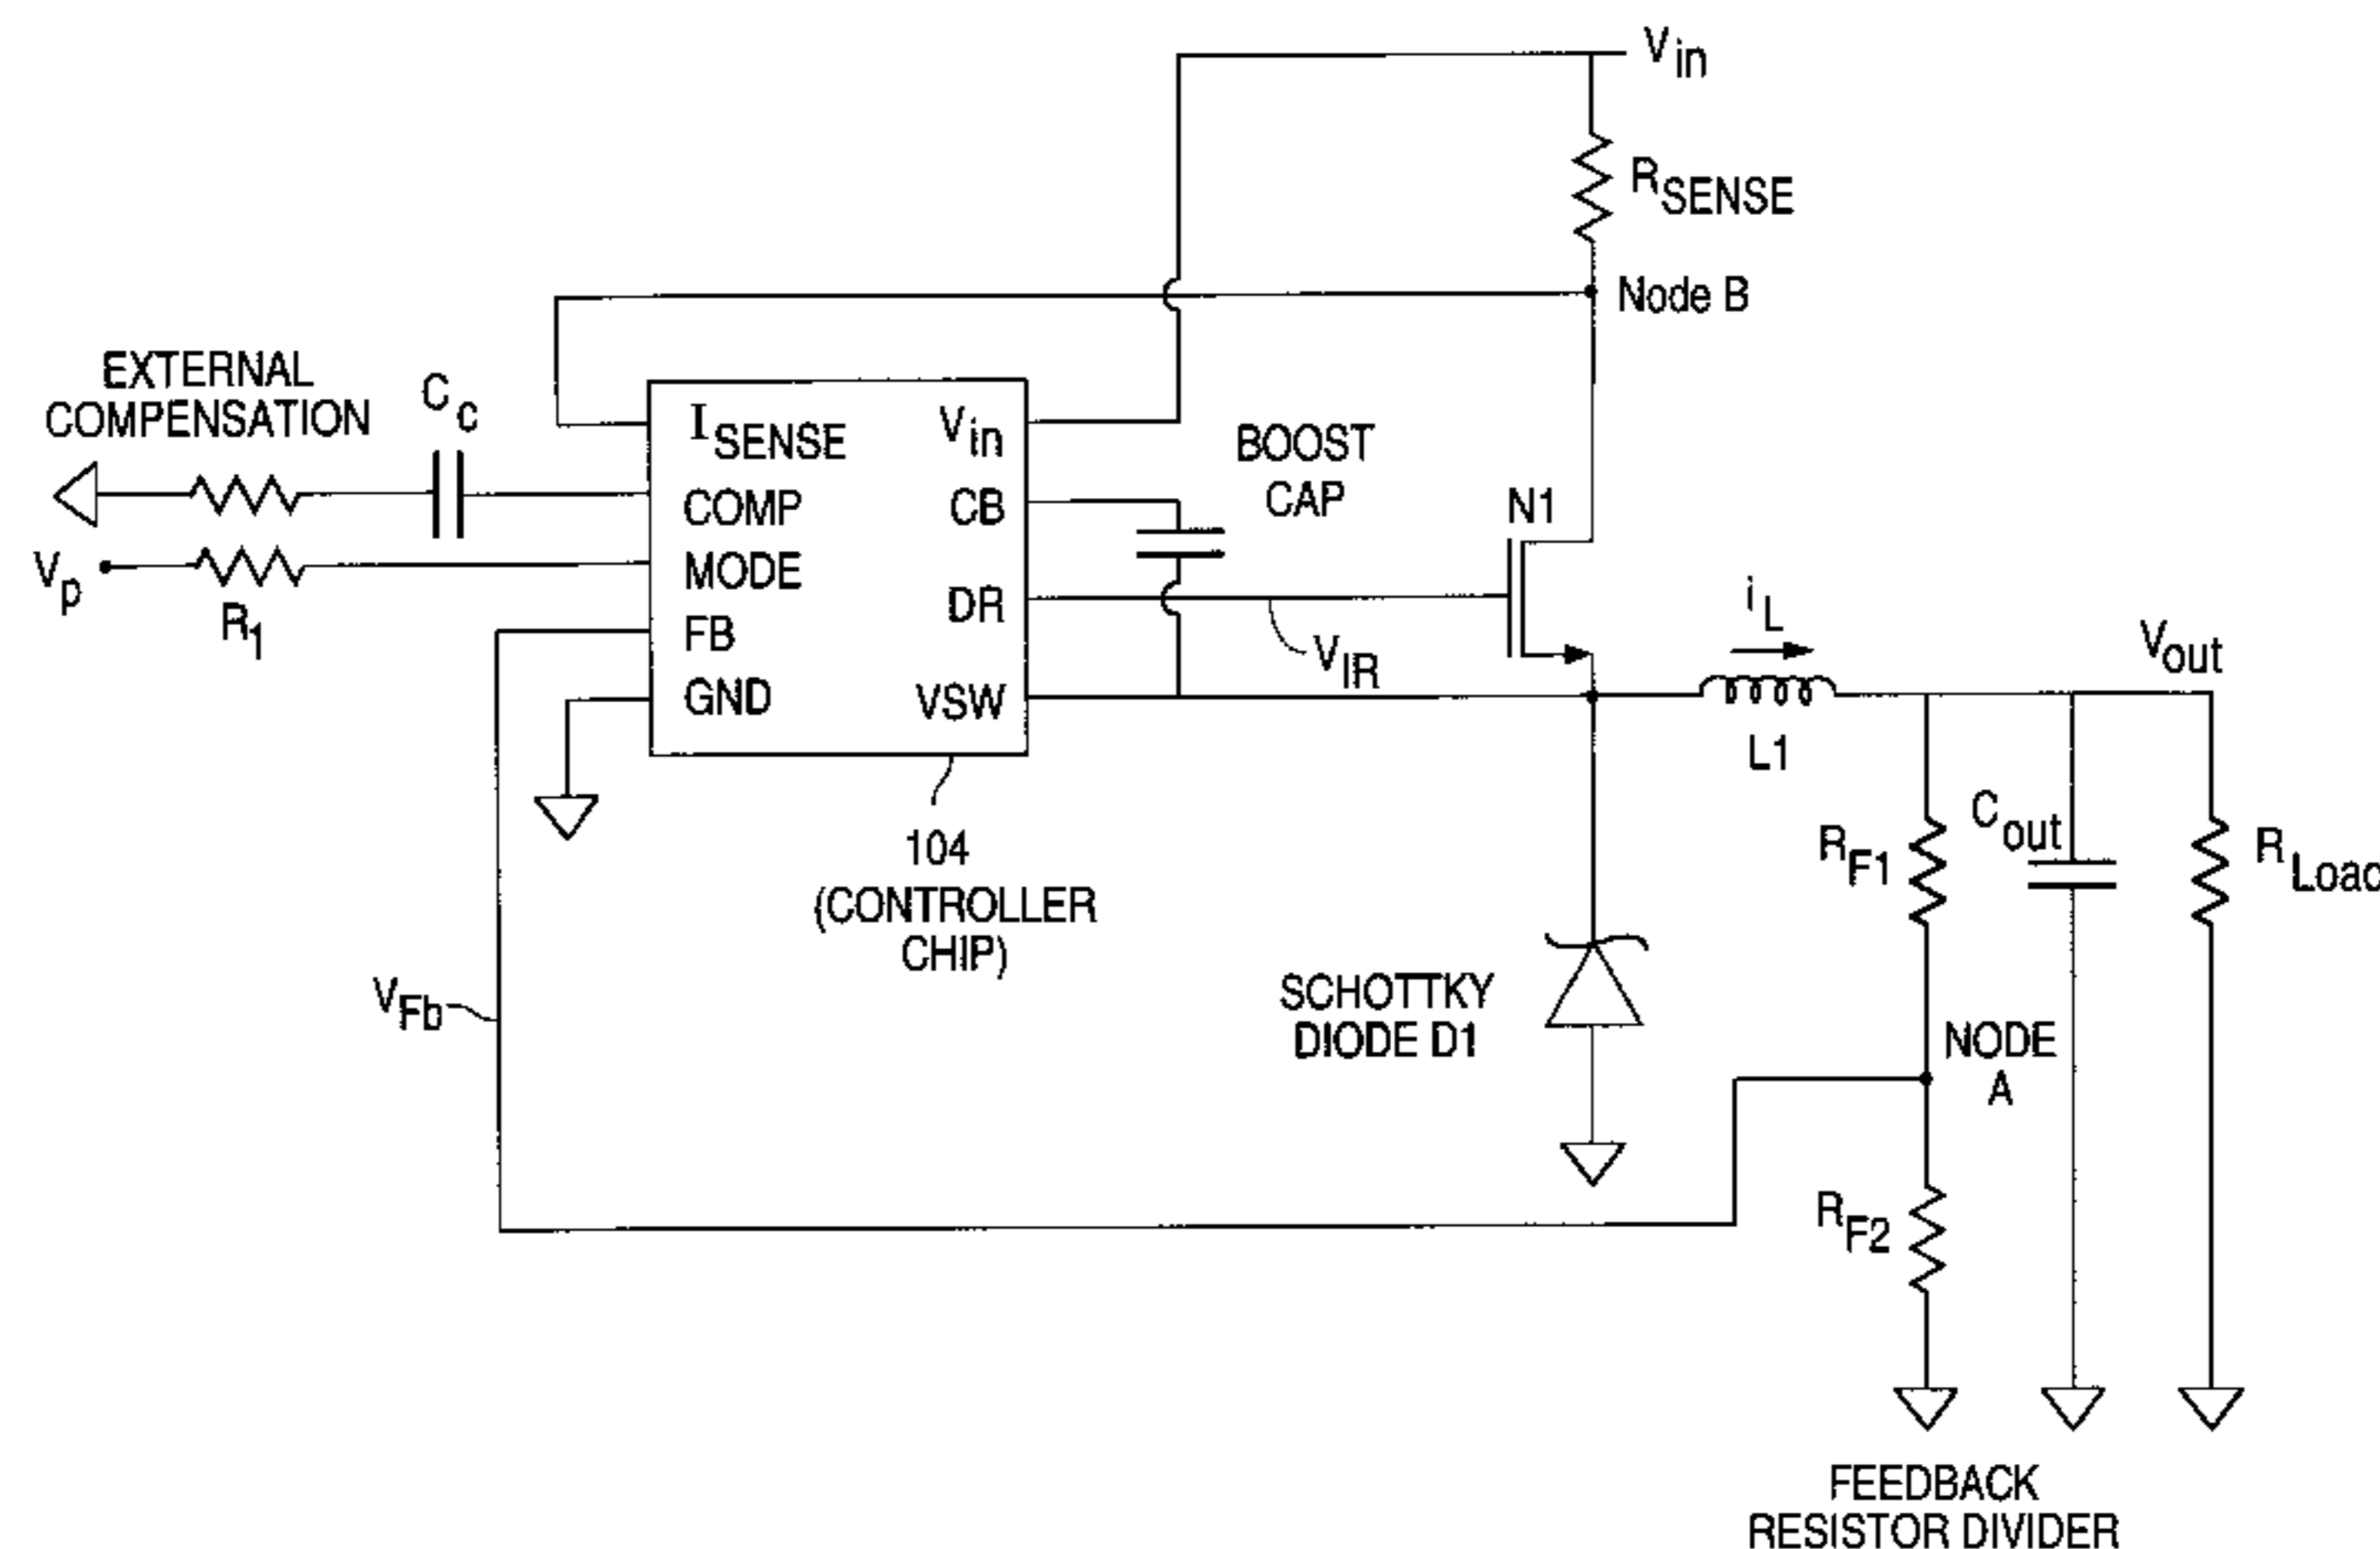 Vin
RSENSE
Node B
EXTERNAL
COMPENSATION
Cc
ISENSE
COMP
MODE
FB
GND
Vin
CB
DR
VSW
BOOST
CAP
N1
Vp
R1
VIR
iL
L1
Vout
104
(CONTROLLER
CHIP)
RF1
Cout
RLoad
VFb
SCHOTTKY
DIODE D1
NODE
A
RF2
FEEDBACK
RESISTOR DIVIDER